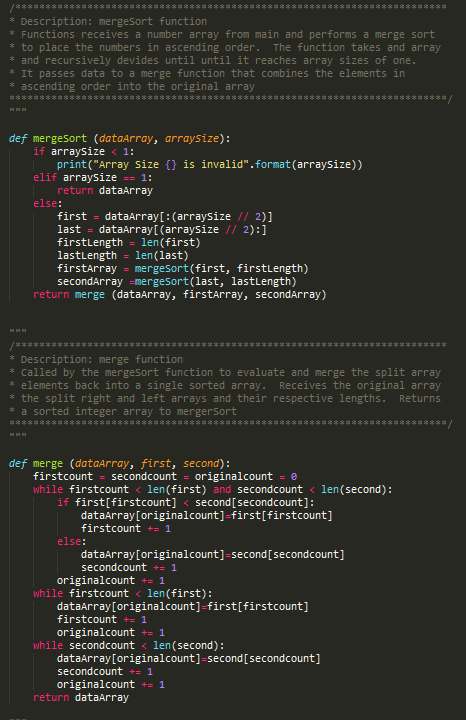 /*************************************************************************
* Description: mergeSort function
* Functions receives a number array from main and performs a merge sort
* to place the numbers in ascending order.  The function takes and array
* and recursively devides until until it reaches array sizes of one.
* It passes data to a merge function that combines the elements in
* ascending order into the original array
**************************************************************************/
"""
def mergeSort (dataArray, arraySize):
    if arraySize < 1:
        print("Array Size {} is invalid".format(arraySize))
    elif arraySize == 1:
        return dataArray
    else:
        first = dataArray[:(arraySize // 2)]
        last = dataArray[(arraySize // 2):]
        firstLength = len(first)
        lastLength = len(last)
        firstArray = mergeSort(first, firstLength)
        secondArray =mergeSort(last, lastLength)
    return merge (dataArray, firstArray, secondArray)
"""
/*************************************************************************
* Description: merge function
* Called by the mergeSort function to evaluate and merge the split array
* elements back into a single sorted array.  Receives the original array
* the split right and left arrays and their respective lengths.  Returns
* a sorted integer array to mergerSort
**************************************************************************/
"""
def merge (dataArray, first, second):
    firstcount = secondcount = originalcount = 0
    while firstcount < len(first) and secondcount < len(second):
        if first[firstcount] < second[secondcount]:
            dataArray[originalcount]=first[firstcount]
            firstcount += 1
        else:
            dataArray[originalcount]=second[secondcount]
            secondcount += 1
        originalcount += 1
    while firstcount < len(first):
        dataArray[originalcount]=first[firstcount]
        firstcount += 1
        originalcount += 1
    while secondcount < len(second):
        dataArray[originalcount]=second[secondcount]
        secondcount += 1
        originalcount += 1
    return dataArray
"""